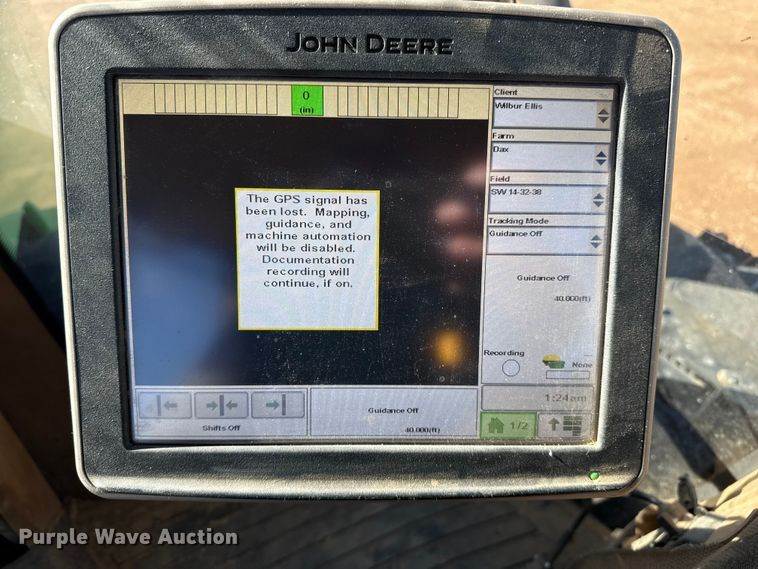 JOHN DEERE
0
(in)
The GPS signal has
been lost. Mapping,
guidance, and
machine automation
will be disabled.
Documentation
recording will
continue, if on.
Client
Wilbur Ellis
Farm
Dax
Field
SW 14-32-38
Tracking Mode
Guidance Off
Guidance Off
40.000(ft)
Recording
---
None
1:24am
1/2
Shifts Off
Guidance Off
40.000(ft)
Purple Wave Auction